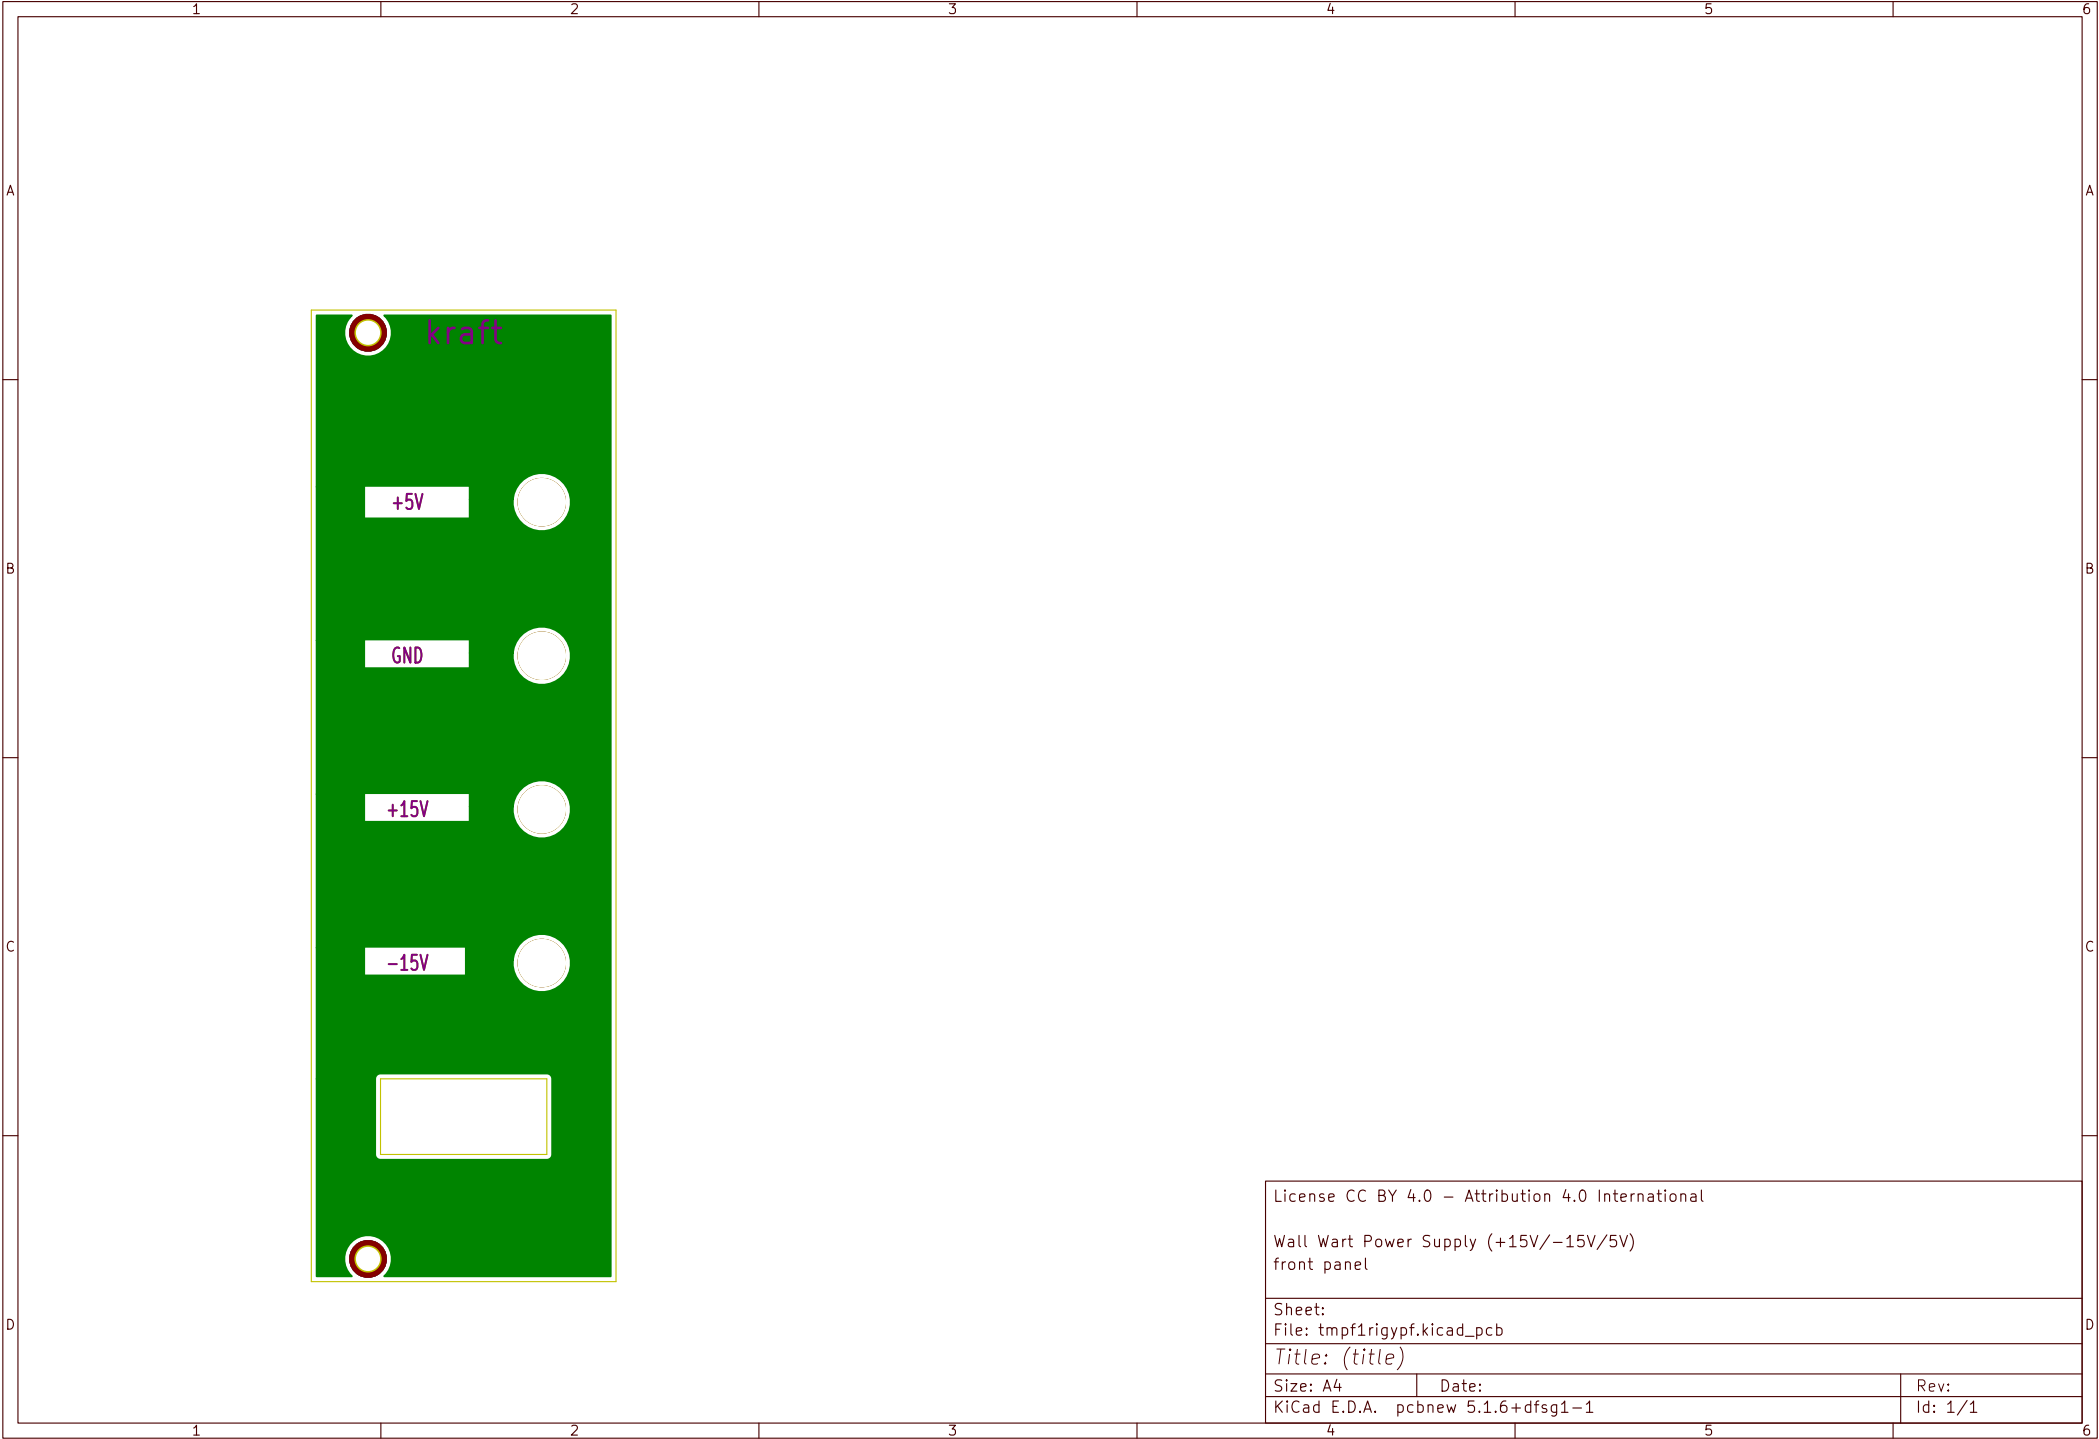 1 2 3 4 5 6
A A
kraft
+5V
B B
GND
+15V
C C
-15V
License CC BY 4.0 - Attribution 4.0 International
Wall Wart Power Supply (+15V/-15V/5V)
front panel
Sheet:
File: tmpf1rigypf.kicad_pcb
D D
Title: (title)
Size: A4 Date: Rev:
KiCad E.D.A. pcbnew 5.1.6+dfsg1-1 Id: 1/1
1 2 3 4 5 6